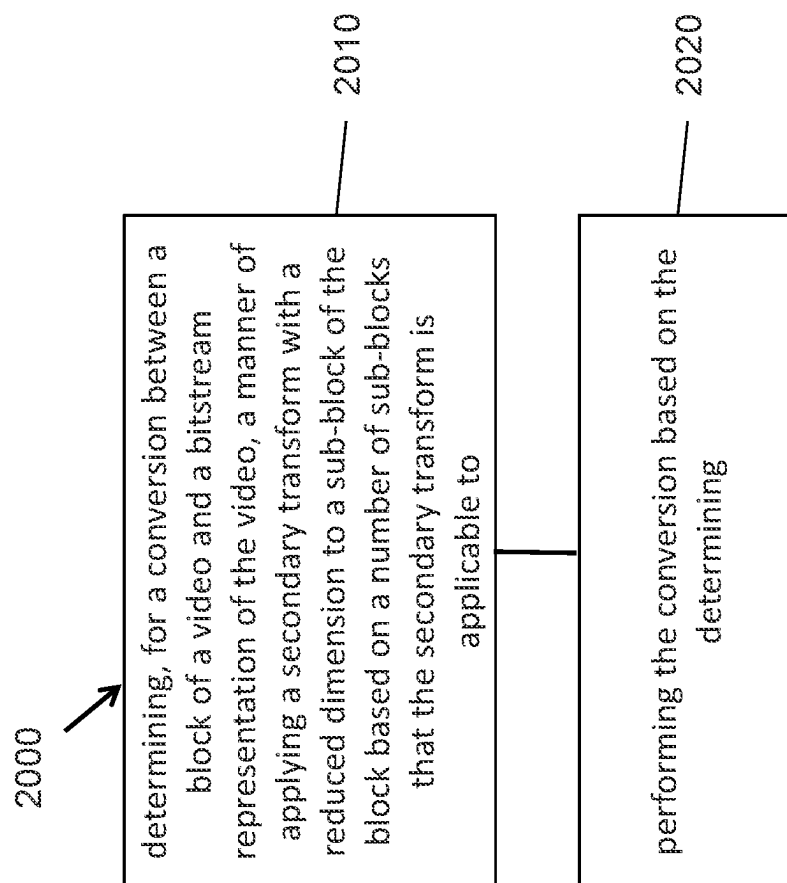 2000
determining, for a conversion between a
block of a video and a bitstream
representation of the video, a manner of
applying a secondary transform with a
reduced dimension to a sub-block of the
block based on a number of sub-blocks
that the secondary transform is
applicable to
2010
performing the conversion based on the
determining
2020